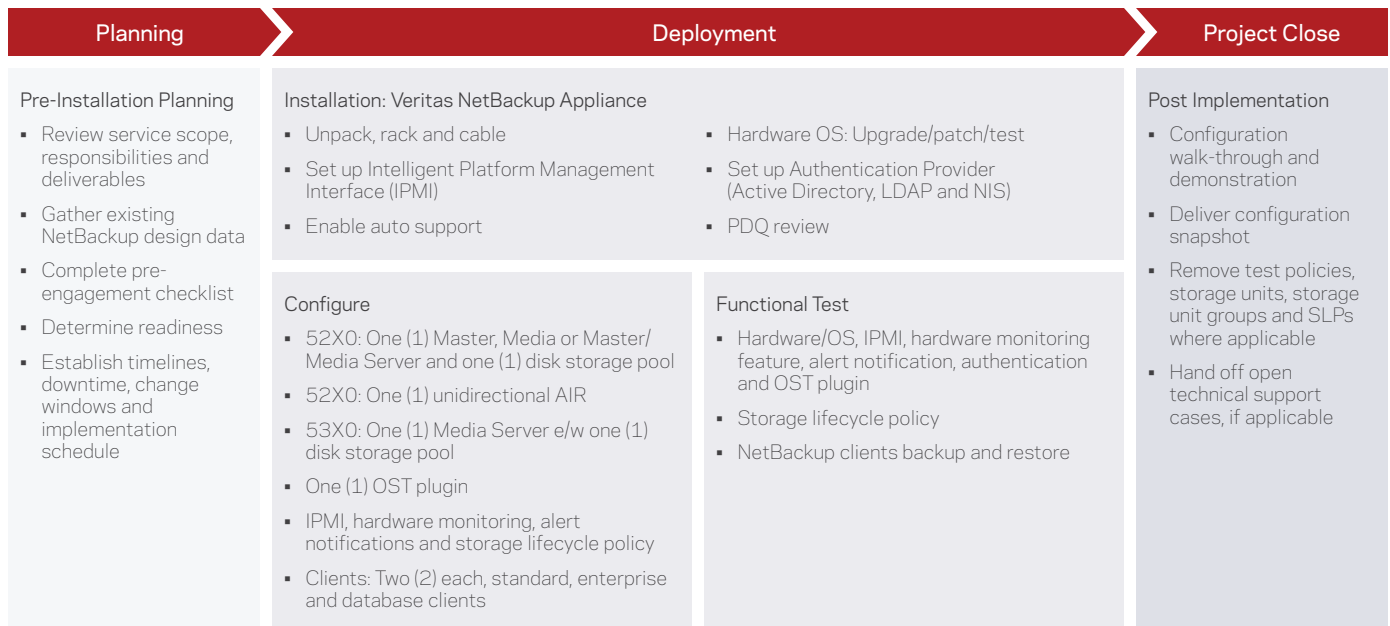 Planning
Deployment
Project Close
Pre-Installation Planning
▪ Review service scope,
responsibilities and
deliverables
▪ Gather existing
NetBackup design data
▪ Complete pre-
engagement checklist
▪ Determine readiness
▪ Establish timelines,
downtime, change
windows and
implementation
schedule
Installation: Veritas NetBackup Appliance
▪ Unpack, rack and cable
▪ Set up Intelligent Platform Management
Interface (IPMI)
▪ Enable auto support
▪ Hardware OS: Upgrade/patch/test
▪ Set up Authentication Provider
(Active Directory, LDAP and NIS)
▪ PDQ review
Configure
▪ 52X0: One (1) Master, Media or Master/
Media Server and one (1) disk storage pool
▪ 52X0: One (1) unidirectional AIR
▪ 53X0: One (1) Media Server e/w one (1)
disk storage pool
▪ One (1) OST plugin
▪ IPMI, hardware monitoring, alert
notifications and storage lifecycle policy
▪ Clients: Two (2) each, standard, enterprise
and database clients
Functional Test
▪ Hardware/OS, IPMI, hardware monitoring
feature, alert notification, authentication
and OST plugin
▪ Storage lifecycle policy
▪ NetBackup clients backup and restore
Post Implementation
▪ Configuration
walk-through and
demonstration
▪ Deliver configuration
snapshot
▪ Remove test policies,
storage units, storage
unit groups and SLPs
where applicable
▪ Hand off open
technical support
cases, if applicable